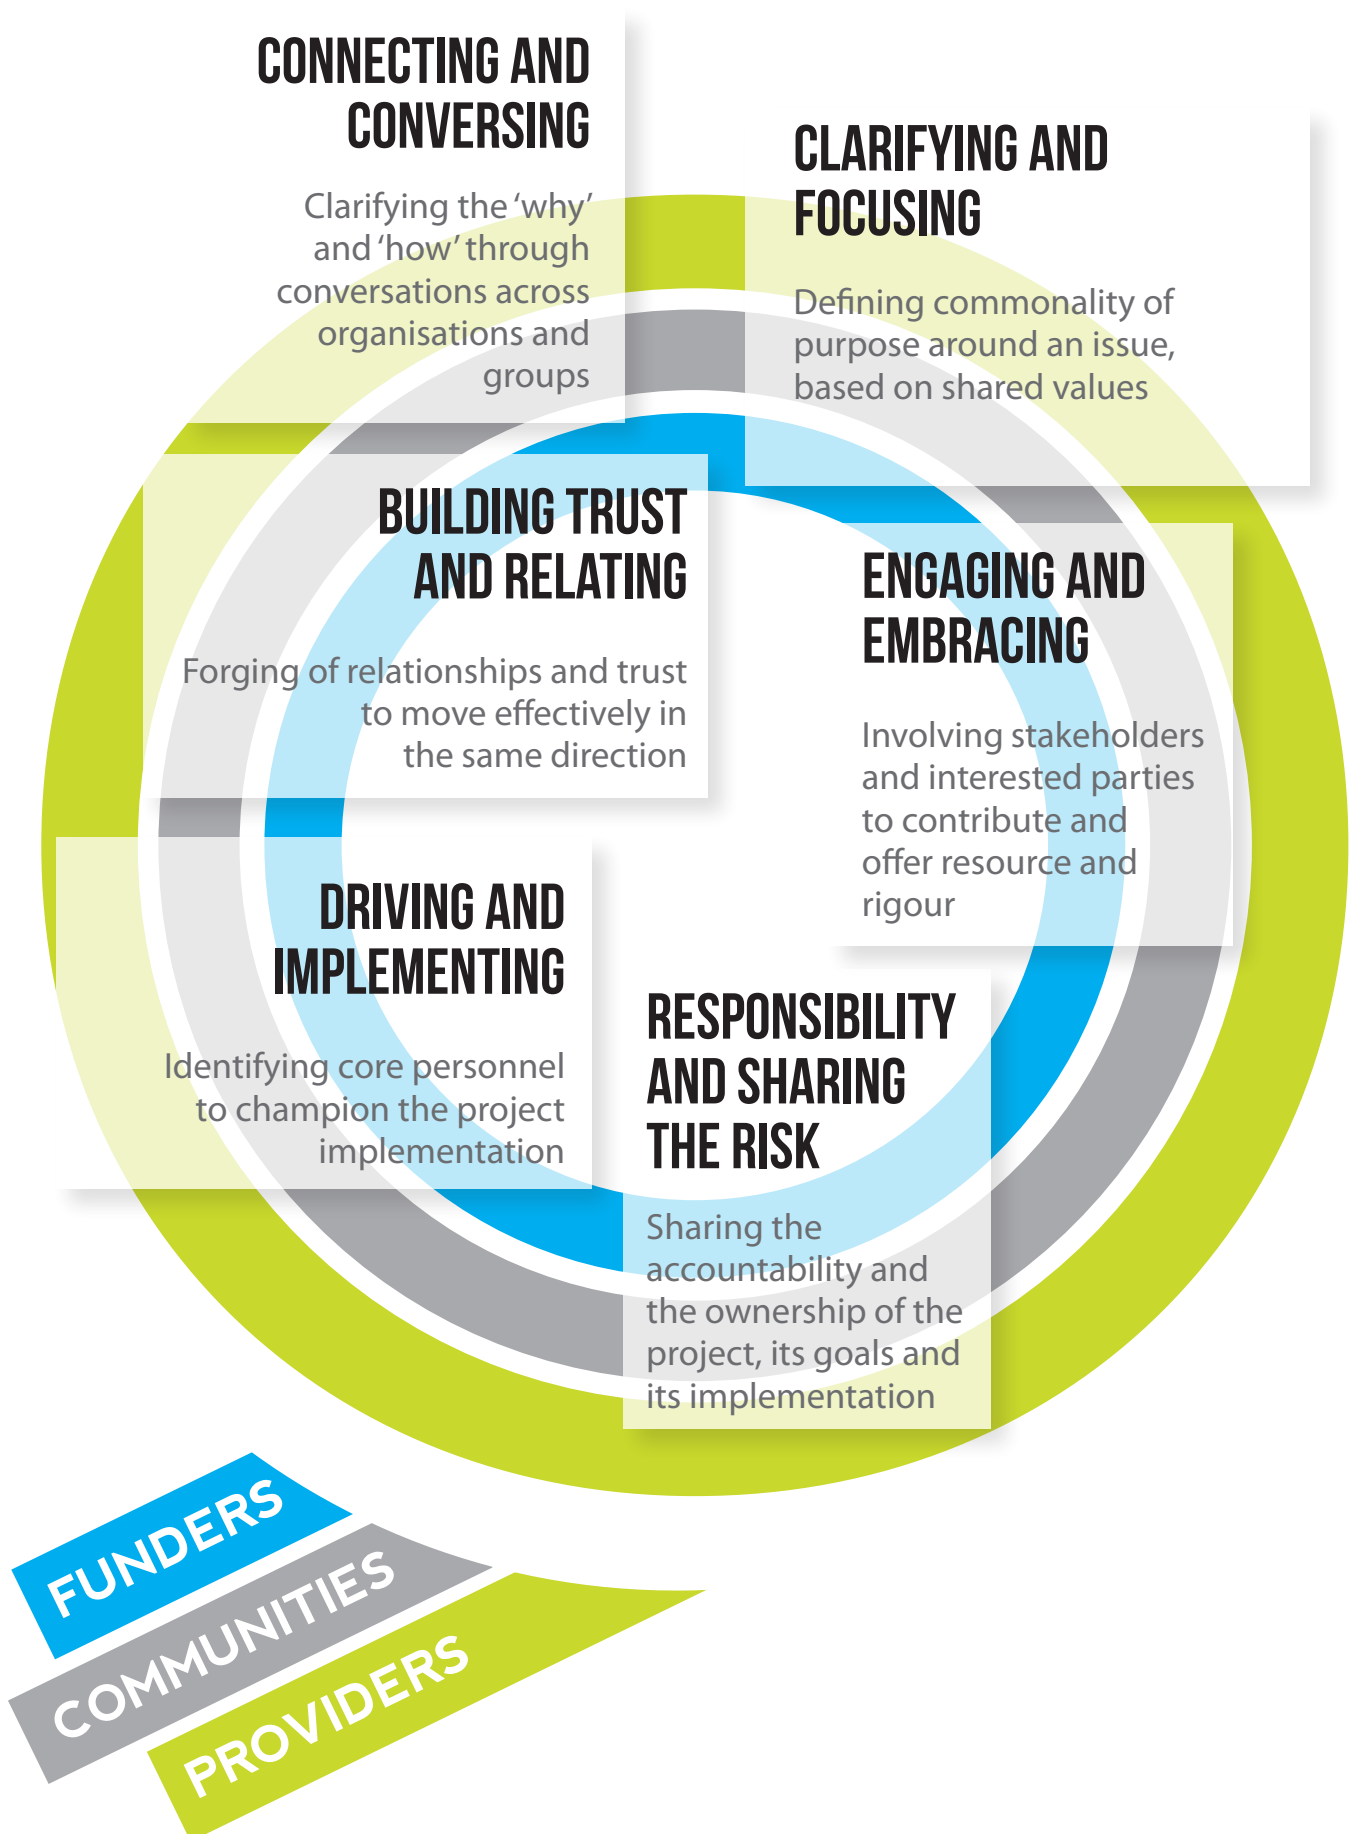 CONNECTING AND
CONVERSING
Clarifying the ‘why’
and ‘how’ through
conversations across
organisations and
groups
CLARIFYING AND
FOCUSING
Defining commonality of
purpose around an issue,
based on shared values
BUILDING TRUST
AND RELATING
Forging of relationships and trust
to move effectively in
the same direction
ENGAGING AND
EMBRACING
Involving stakeholders
and interested parties
to contribute and
offer resource and
rigour
DRIVING AND
IMPLEMENTING
Identifying core personnel
to champion the project
implementation
RESPONSIBILITY
AND SHARING
THE RISK
Sharing the
accountability and
the ownership of the
project, its goals and
its implementation
FUNDERS
COMMUNITIES
PROVIDERS